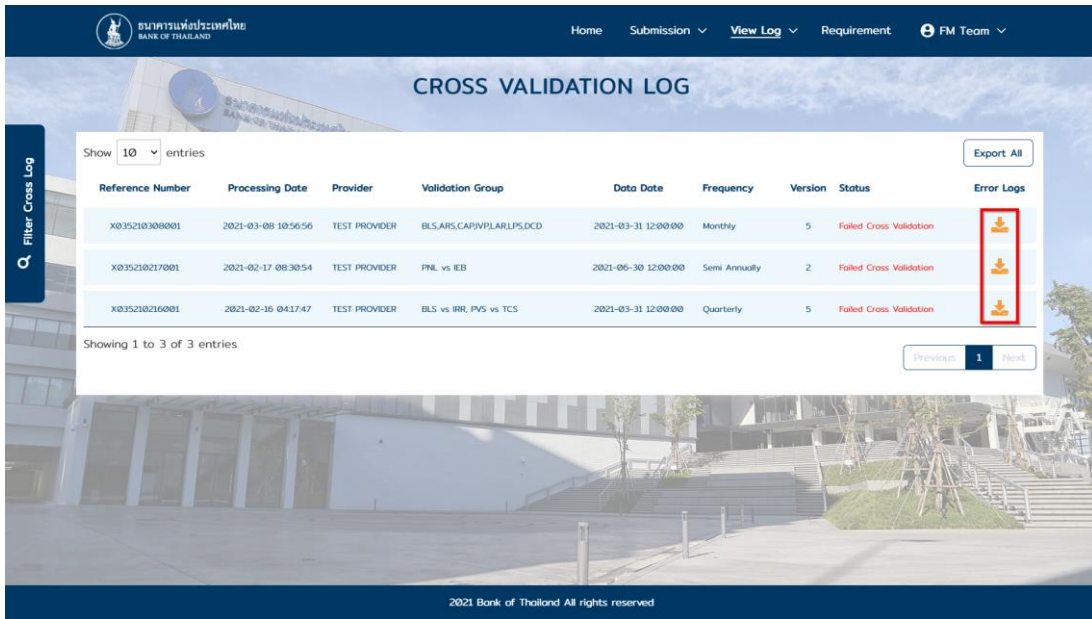 ธนาคารแห่งประเทศไทย
BANK OF THAILAND
Home Submission View Log Requirement FM Team
CROSS VALIDATION LOG
Filter Cross Log
Show 10 entries
Export All
Reference Number Processing Date Provider Validation Group Data Date Frequency Version Status Error Logs
X035210308001 2021-03-08 10:56:56 TEST PROVIDER BLS,ARS,CAP,IVP,LAR,LPS,DCD 2021-03-31 12:00:00 Monthly 5 Failed Cross Validation
X035210217001 2021-02-17 08:30:54 TEST PROVIDER PNL vs IEB 2021-06-30 12:00:00 Semi Annually 2 Failed Cross Validation
X035210216001 2021-02-16 04:17:47 TEST PROVIDER BLS vs IRR, PVS vs TCS 2021-03-31 12:00:00 Quarterly 5 Failed Cross Validation
Showing 1 to 3 of 3 entries
Previous 1 Next
2021 Bank of Thailand All rights reserved